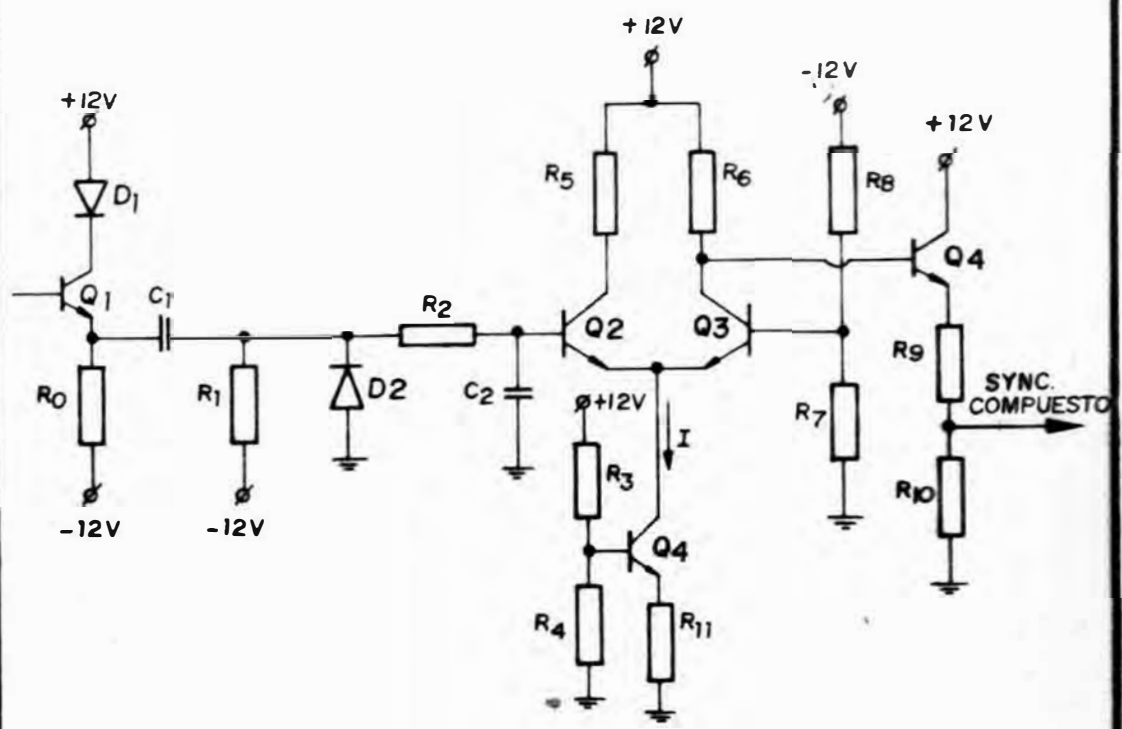 +12V
-12V
+12V
+12V
R5
R6
R8
D1
Q4
Q1
C1
R2
Q2
Q3
R9
R0
R1
D2
C2
+12V
I
R7
SYNC.
COMPUESTO
R3
R10
-12V
-12V
Q4
R4
R11